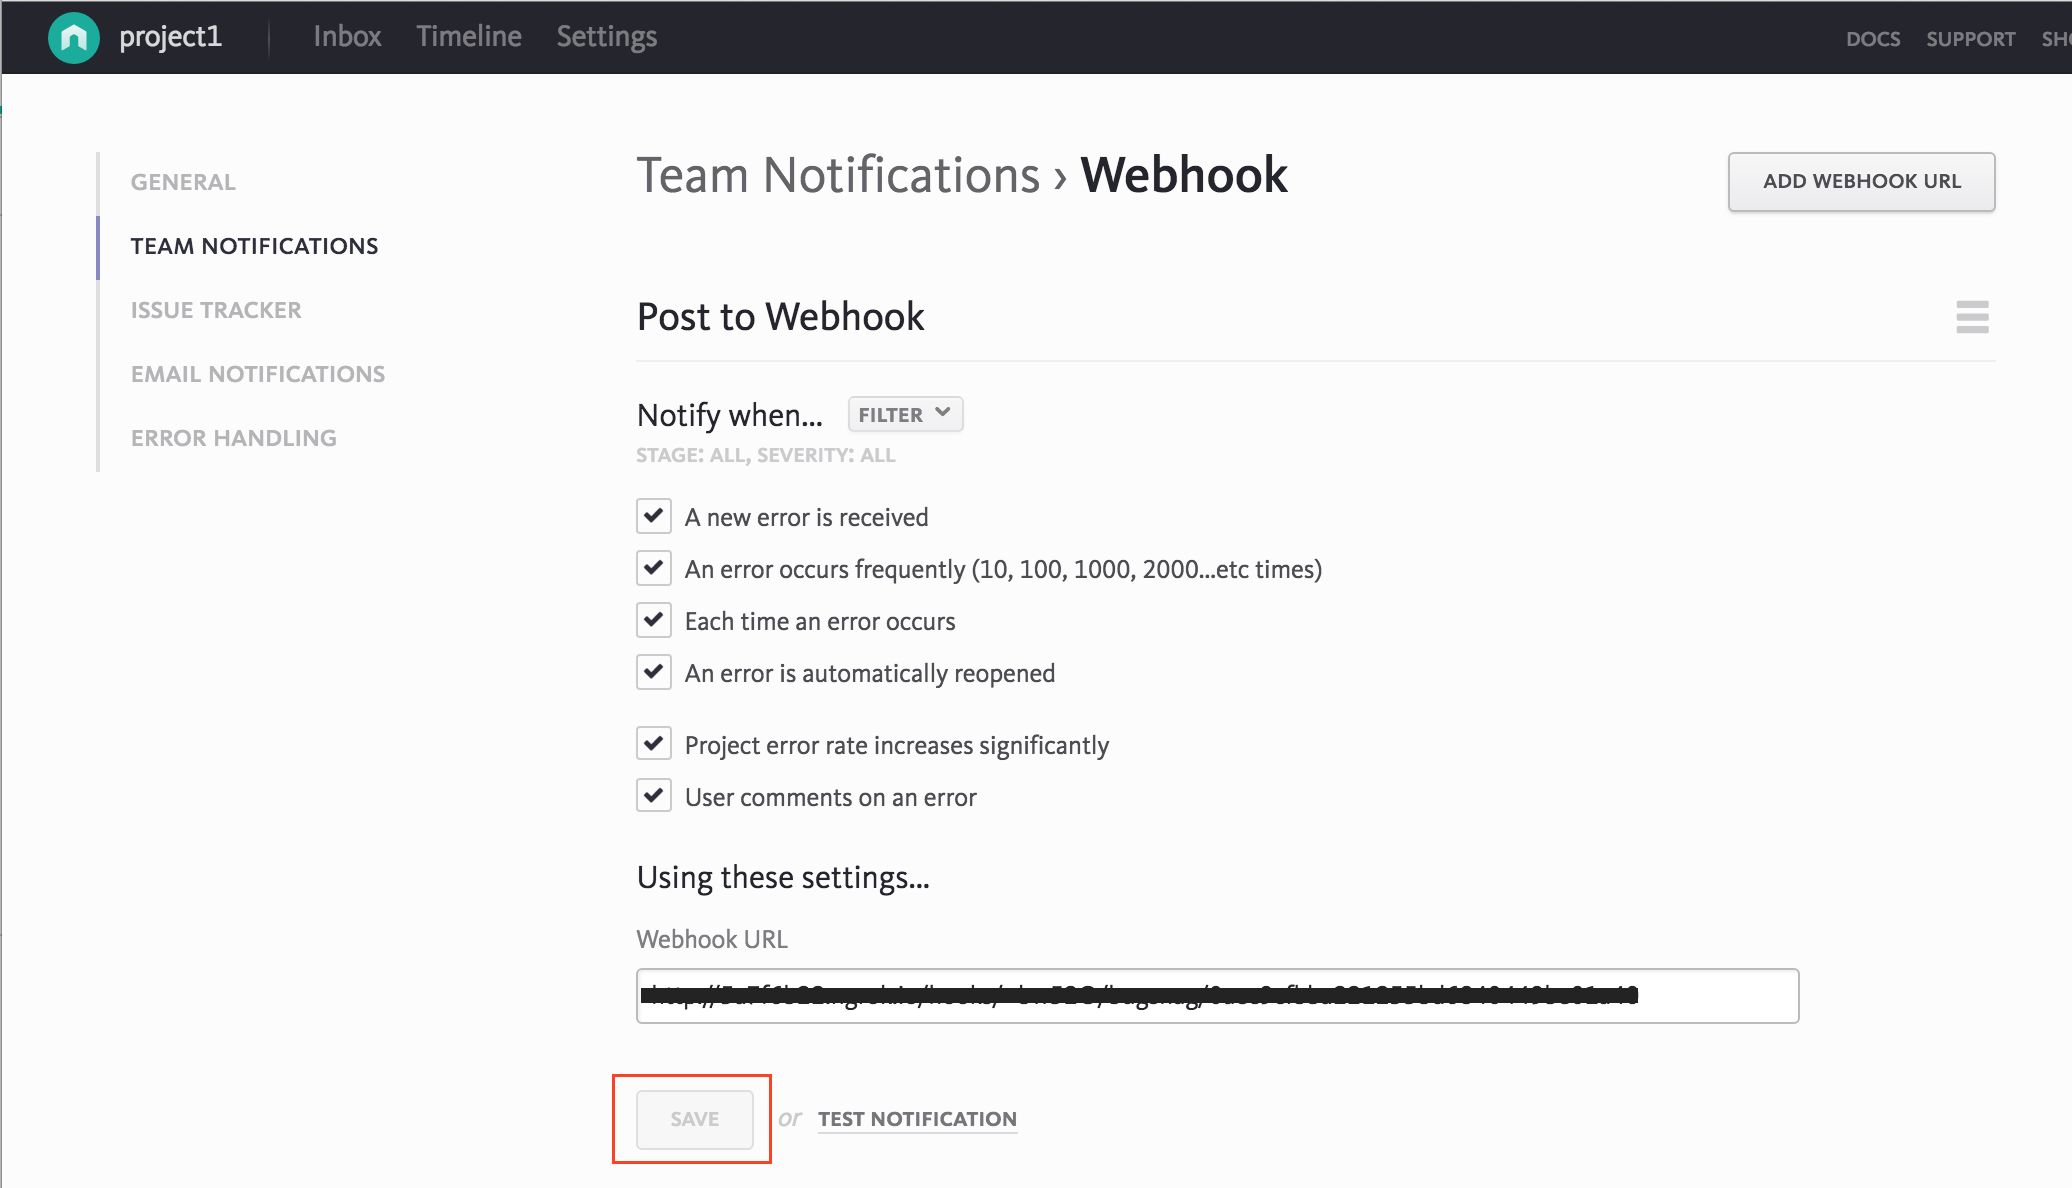 project1 Inbox Timeline Settings DOCS SUPPORT
GENERAL
TEAM NOTIFICATIONS
ISSUE TRACKER
EMAIL NOTIFICATIONS
ERROR HANDLING
Team Notifications › Webhook
ADD WEBHOOK URL
Post to Webhook
Notify when... FILTER
STAGE: ALL, SEVERITY: ALL
A new error is received
An error occurs frequently (10, 100, 1000, 2000...etc times)
Each time an error occurs
An error is automatically reopened
Project error rate increases significantly
User comments on an error
Using these settings...
Webhook URL
SAVE or TEST NOTIFICATION